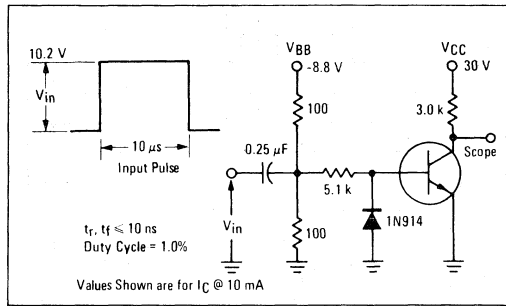 10.2 V
Vin
10 μs
Input Pulse
tr, tf ≤ 10 ns
Duty Cycle = 1.0%
Values Shown are for IC @ 10 mA
VBB
-8.8 V
100
0.25 μF
5.1 k
Vin
100
1N914
VCC
30 V
3.0 k
Scope